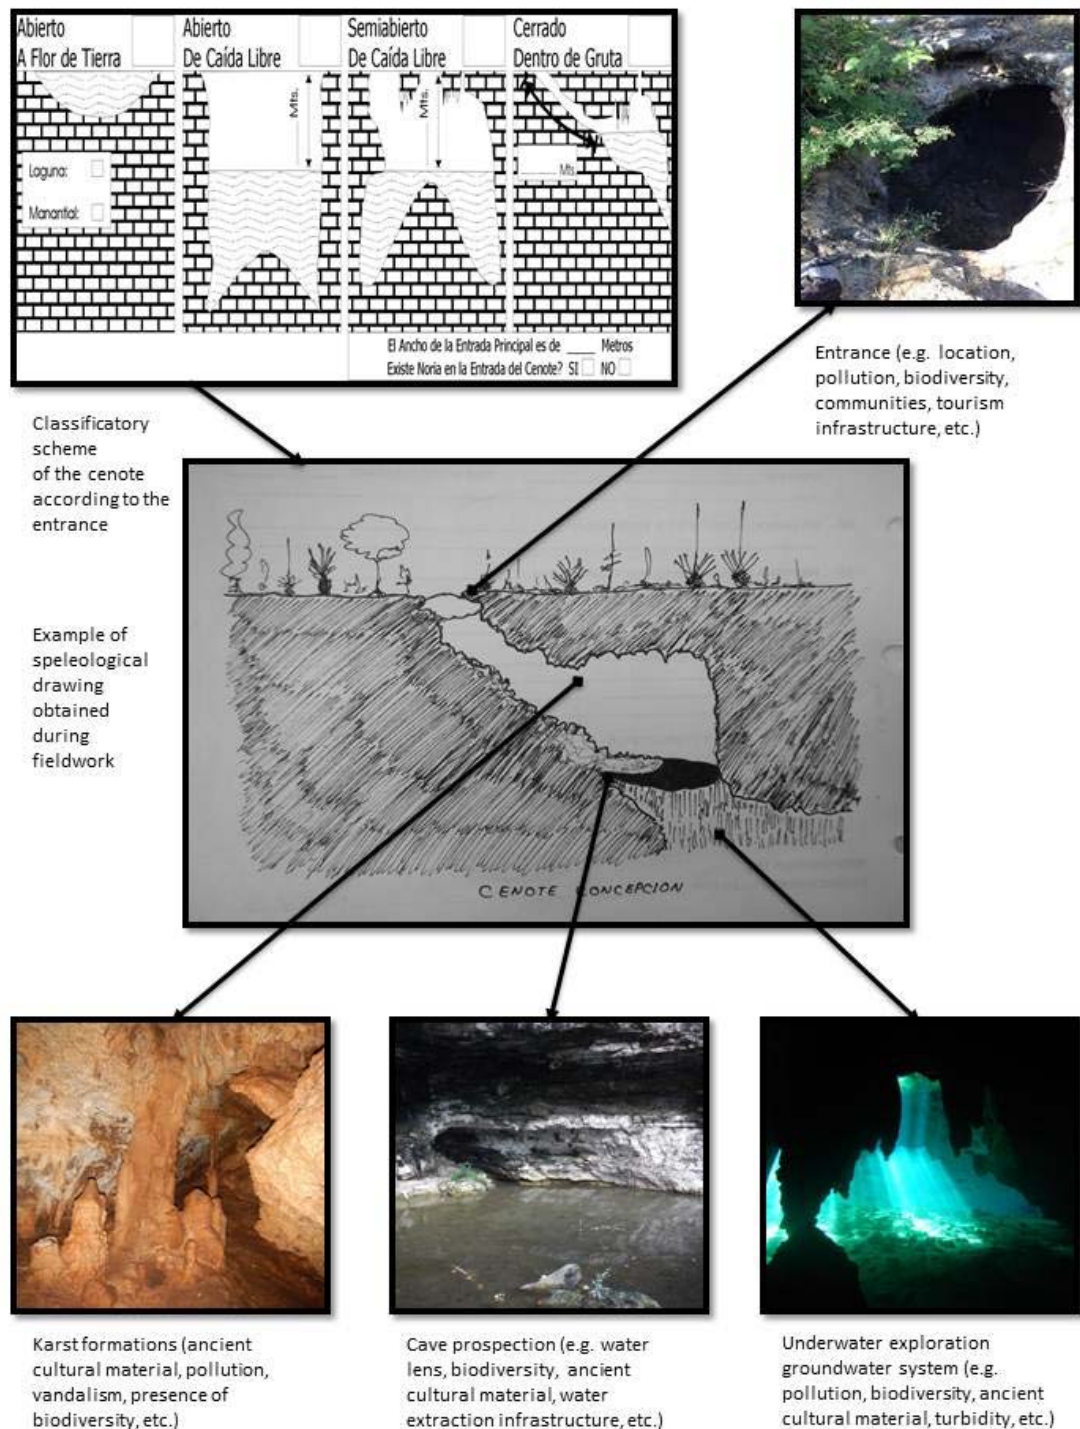 Abierto
A Flor de Tierra
Abierto
De Caída Libre
Semiabierto
De Caída Libre
Cerrado
Dentro de Gruta
Mts.
Mts.
Laguna:
Manantial:
Mts
El Ancho de la Entrada Principal es de ____ Metros
Existe Noria en la Entrada del Cenote? SI NO
Entrance (e.g. location,
pollution, biodiversity,
communities, tourism
infrastructure, etc.)
Classificatory
scheme
of the cenote
according to the
entrance
Example of
speleological
drawing
obtained
during
fieldwork
CENOTE CONCEPCION
Karst formations (ancient
cultural material, pollution,
vandalism, presence of
biodiversity, etc.)
Cave prospection (e.g. water
lens, biodiversity, ancient
cultural material, water
extraction infrastructure, etc.)
Underwater exploration
groundwater system (e.g.
pollution, biodiversity, ancient
cultural material, turbidity, etc.)